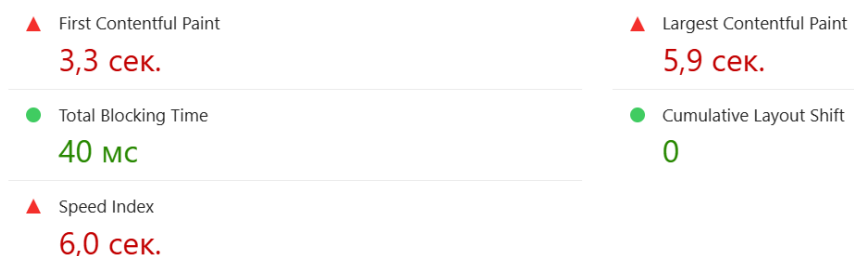 First Contentful Paint
3,3 сек.
Largest Contentful Paint
5,9 сек.
Total Blocking Time
40 мс
Cumulative Layout Shift
0
Speed Index
6,0 сек.